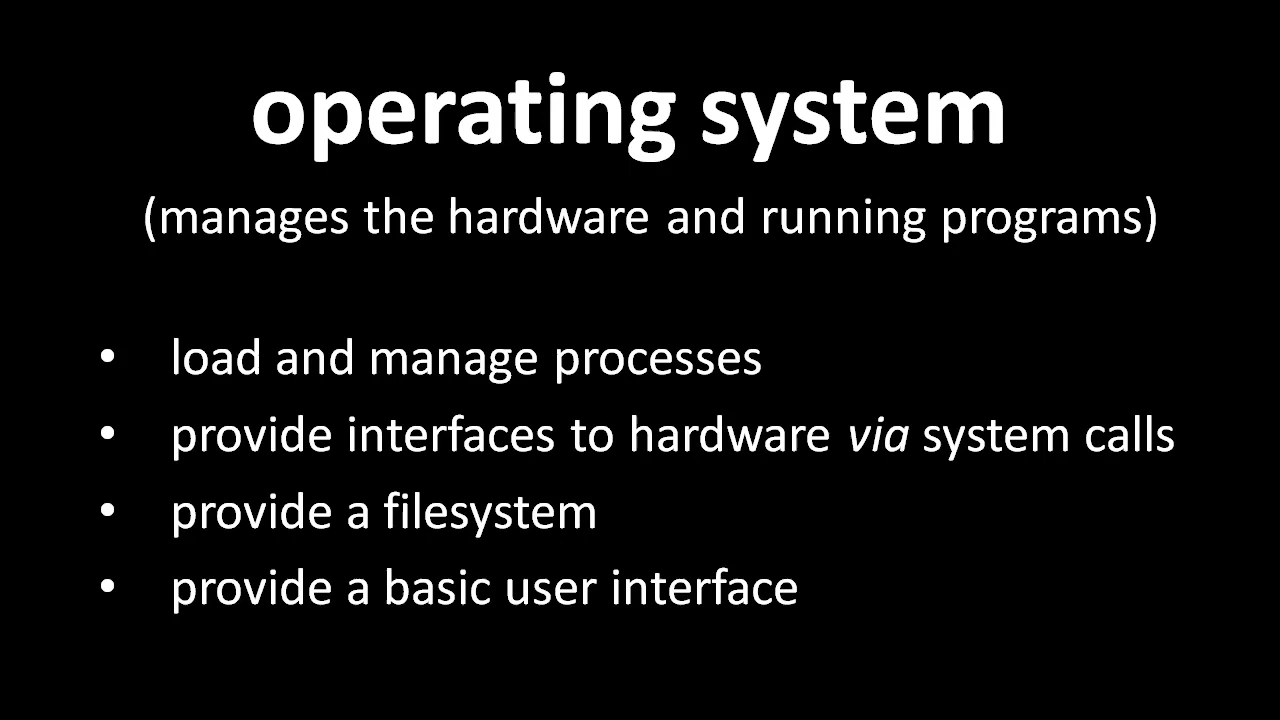 operating system
(manages the hardware and running programs)
• load and manage processes
• provide interfaces to hardware via system calls
• provide a filesystem
• provide a basic user interface